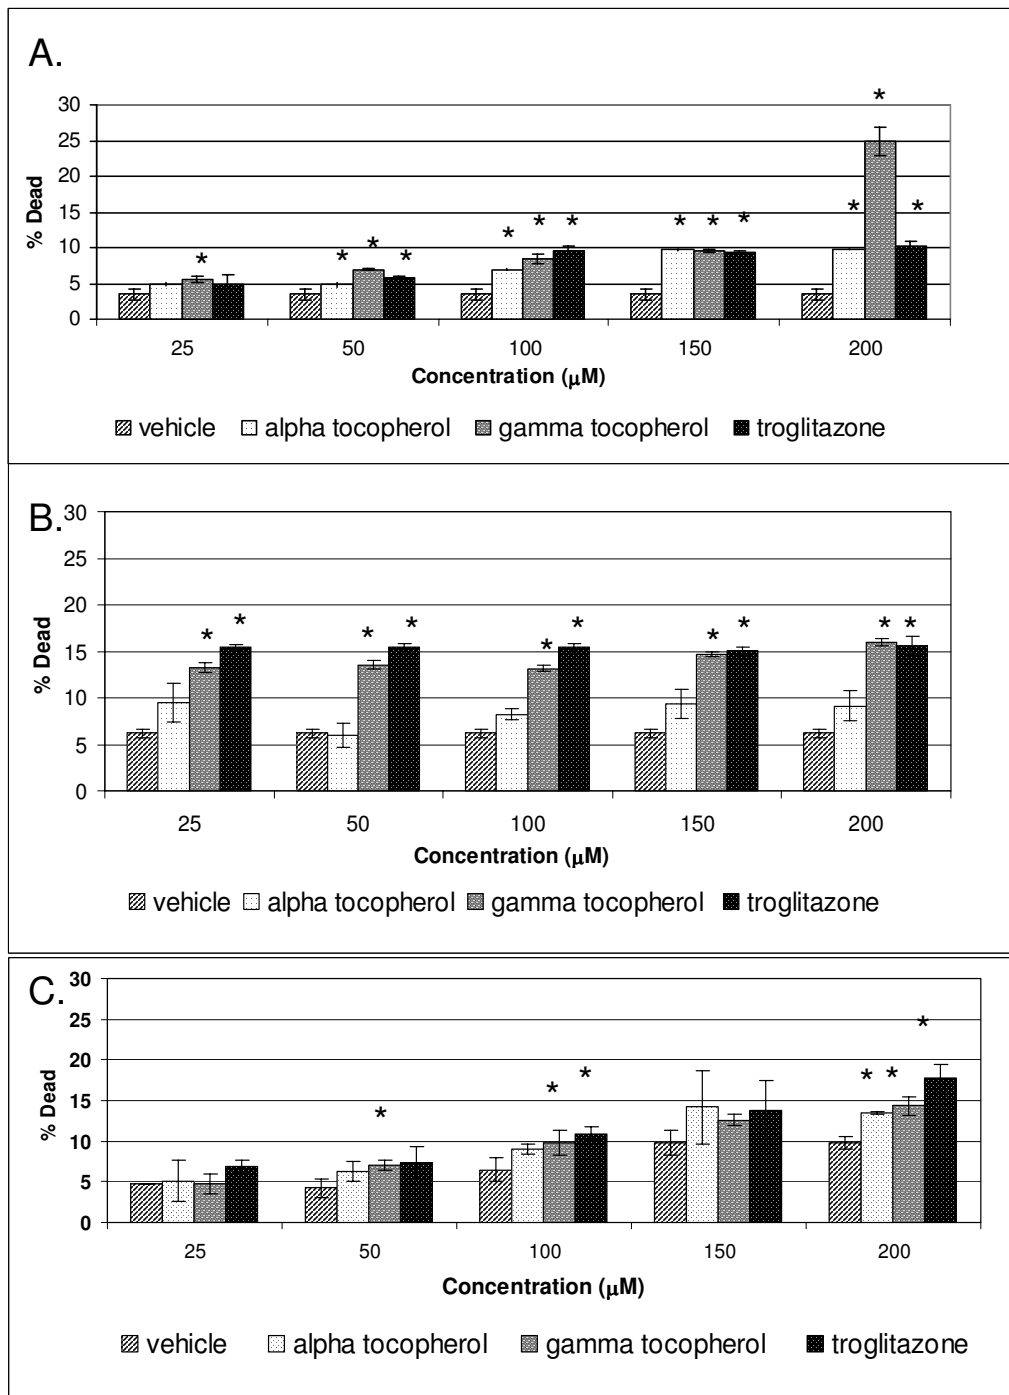 A.
30
25
20
15
10
5
0
% Dead
* * * * * * * * * * * * *
25 50 100 150 200
Concentration (μM)
vehicle alpha tocopherol gamma tocopherol troglitazone
B.
30
25
20
15
10
5
0
% Dead
* * * * * * * * * *
25 50 100 150 200
Concentration (μM)
vehicle alpha tocopherol gamma tocopherol troglitazone
C.
30
25
20
15
10
5
0
% Dead
* * * * * *
25 50 100 150 200
Concentration (μM)
vehicle alpha tocopherol gamma tocopherol troglitazone